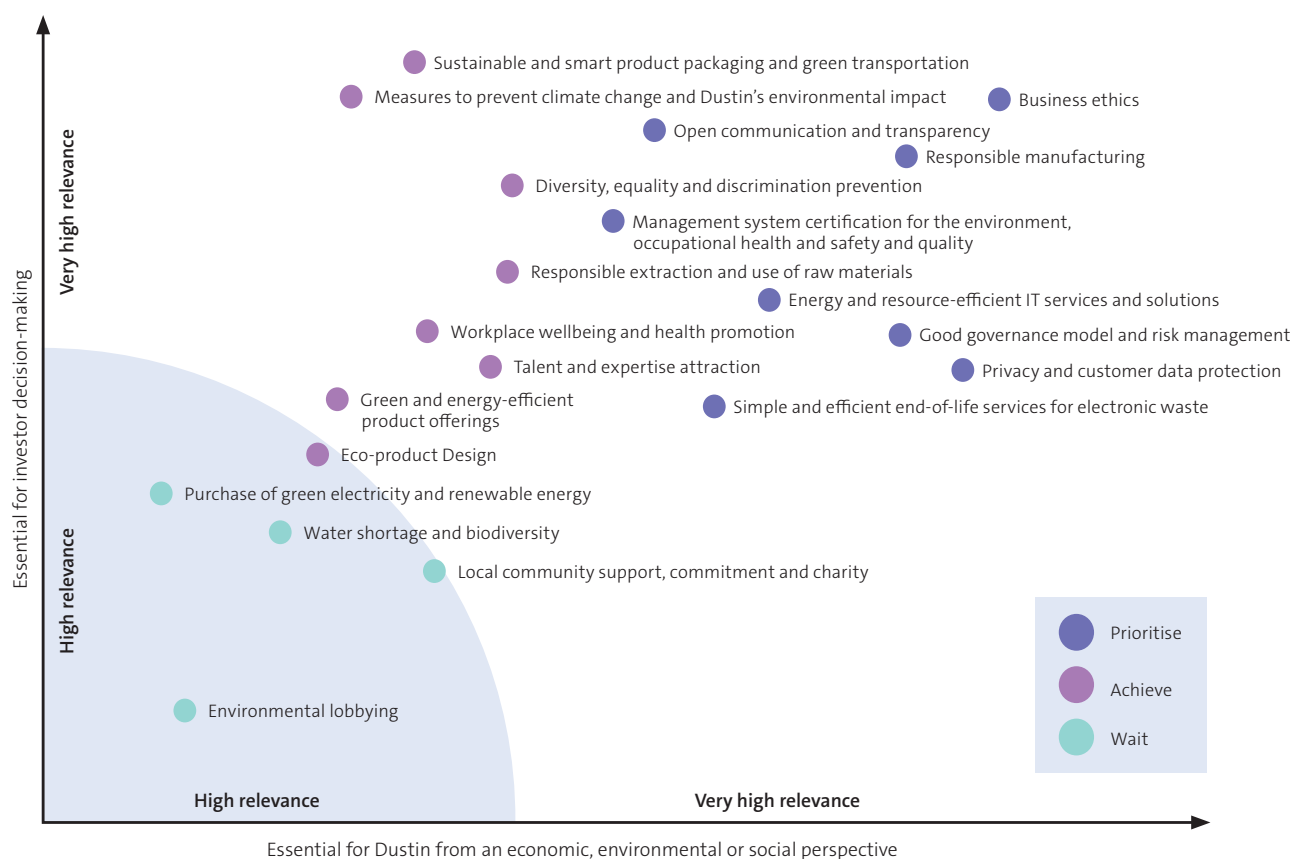 Sustainable and smart product packaging and green transportation
Measures to prevent climate change and Dustin’s environmental impact
Business ethics
Open communication and transparency
Responsible manufacturing
Diversity, equality and discrimination prevention
Management system certification for the environment,
occupational health and safety and quality
Responsible extraction and use of raw materials
Energy and resource-efficient IT services and solutions
Workplace wellbeing and health promotion
Good governance model and risk management
Talent and expertise attraction
Privacy and customer data protection
Green and energy-efficient
product offerings
Simple and efficient end-of-life services for electronic waste
Eco-product Design
Purchase of green electricity and renewable energy
Water shortage and biodiversity
Local community support, commitment and charity
Environmental lobbying
Essential for investor decision-making
Very high relevance
High relevance
Prioritise
Achieve
Wait
High relevance
Very high relevance
Essential for Dustin from an economic, environmental or social perspective